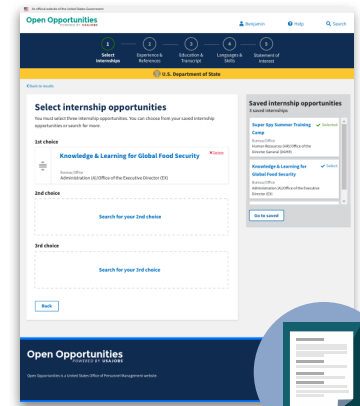 An official website of the United States Government
Open Opportunities
POWERED BY USAJOBS
Benjamin
Help
Search
1
2
3
4
5
Select Internships
Experience & References
Education & Transcript
Languages & Skills
Statement of Interest
U.S. Department of State
Back to results
Select internship opportunities
You must select three internship opportunities. You can choose from your saved internship
opportunities or search for more.
1st choice
Delete
Knowledge & Learning for Global Food Security
Bureau/Office
Administration (A)/Office of the Executive Director (EX)
2nd choice
Search for your 2nd choice
3rd choice
Search for your 3rd choice
Back
Saved internship opportunities
3 saved internships
Super Spy Summer Training
Camp
Selected
Bureau/Office
Human Resources (HR)/Office of the
Director General (DGHR)
Knowledge & Learning for
Global Food Security
Select
Bureau/Office
Administration (A)/Office of the Executive
Director (EX)
Go to saved
Open Opportunities
POWERED BY USAJOBS
Open Opportunities is a United States Office of Personnel Management website.